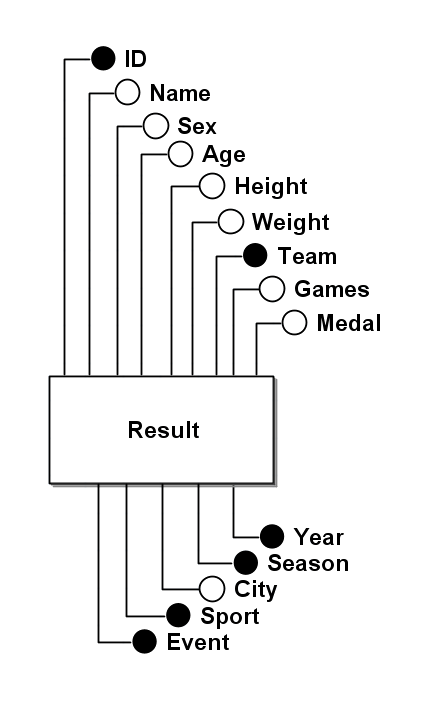 ID
Name
Sex
Age
Height
Weight
Team
Games
Medal
Result
Year
Season
City
Sport
Event